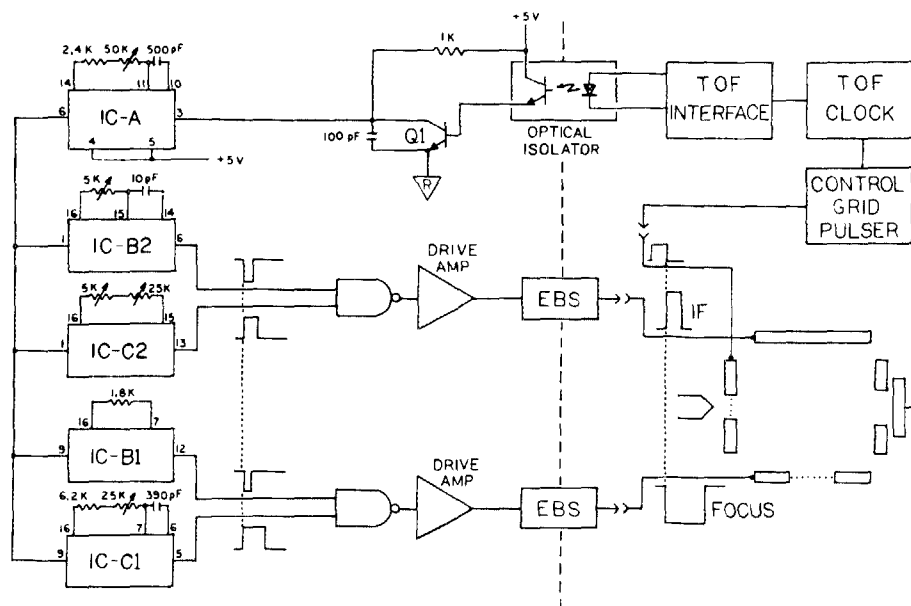 2.4K 50K 500pF
14 11 10
6 IC-A 3
4 5
+5V
1K
+5V
100 pF
Q1
R
OPTICAL
ISOLATOR
TOF
INTERFACE
TOF
CLOCK
CONTROL
GRID
PULSER
5K 10pF
16 15 14
1 IC-B2 6
5K 25K
16 15
1 IC-C2 13
DRIVE
AMP
EBS
IF
1.8K
16 7
9 IC-B1 12
6.2K 25K 390pF
16 7 6
9 IC-C1 5
DRIVE
AMP
EBS
FOCUS